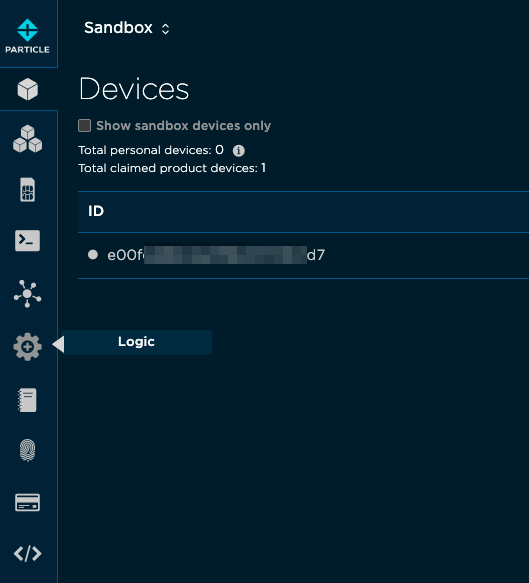 PARTICLE
Sandbox
Devices
Show sandbox devices only
Total personal devices: 0
Total claimed product devices: 1
ID
e00f d7
Logic